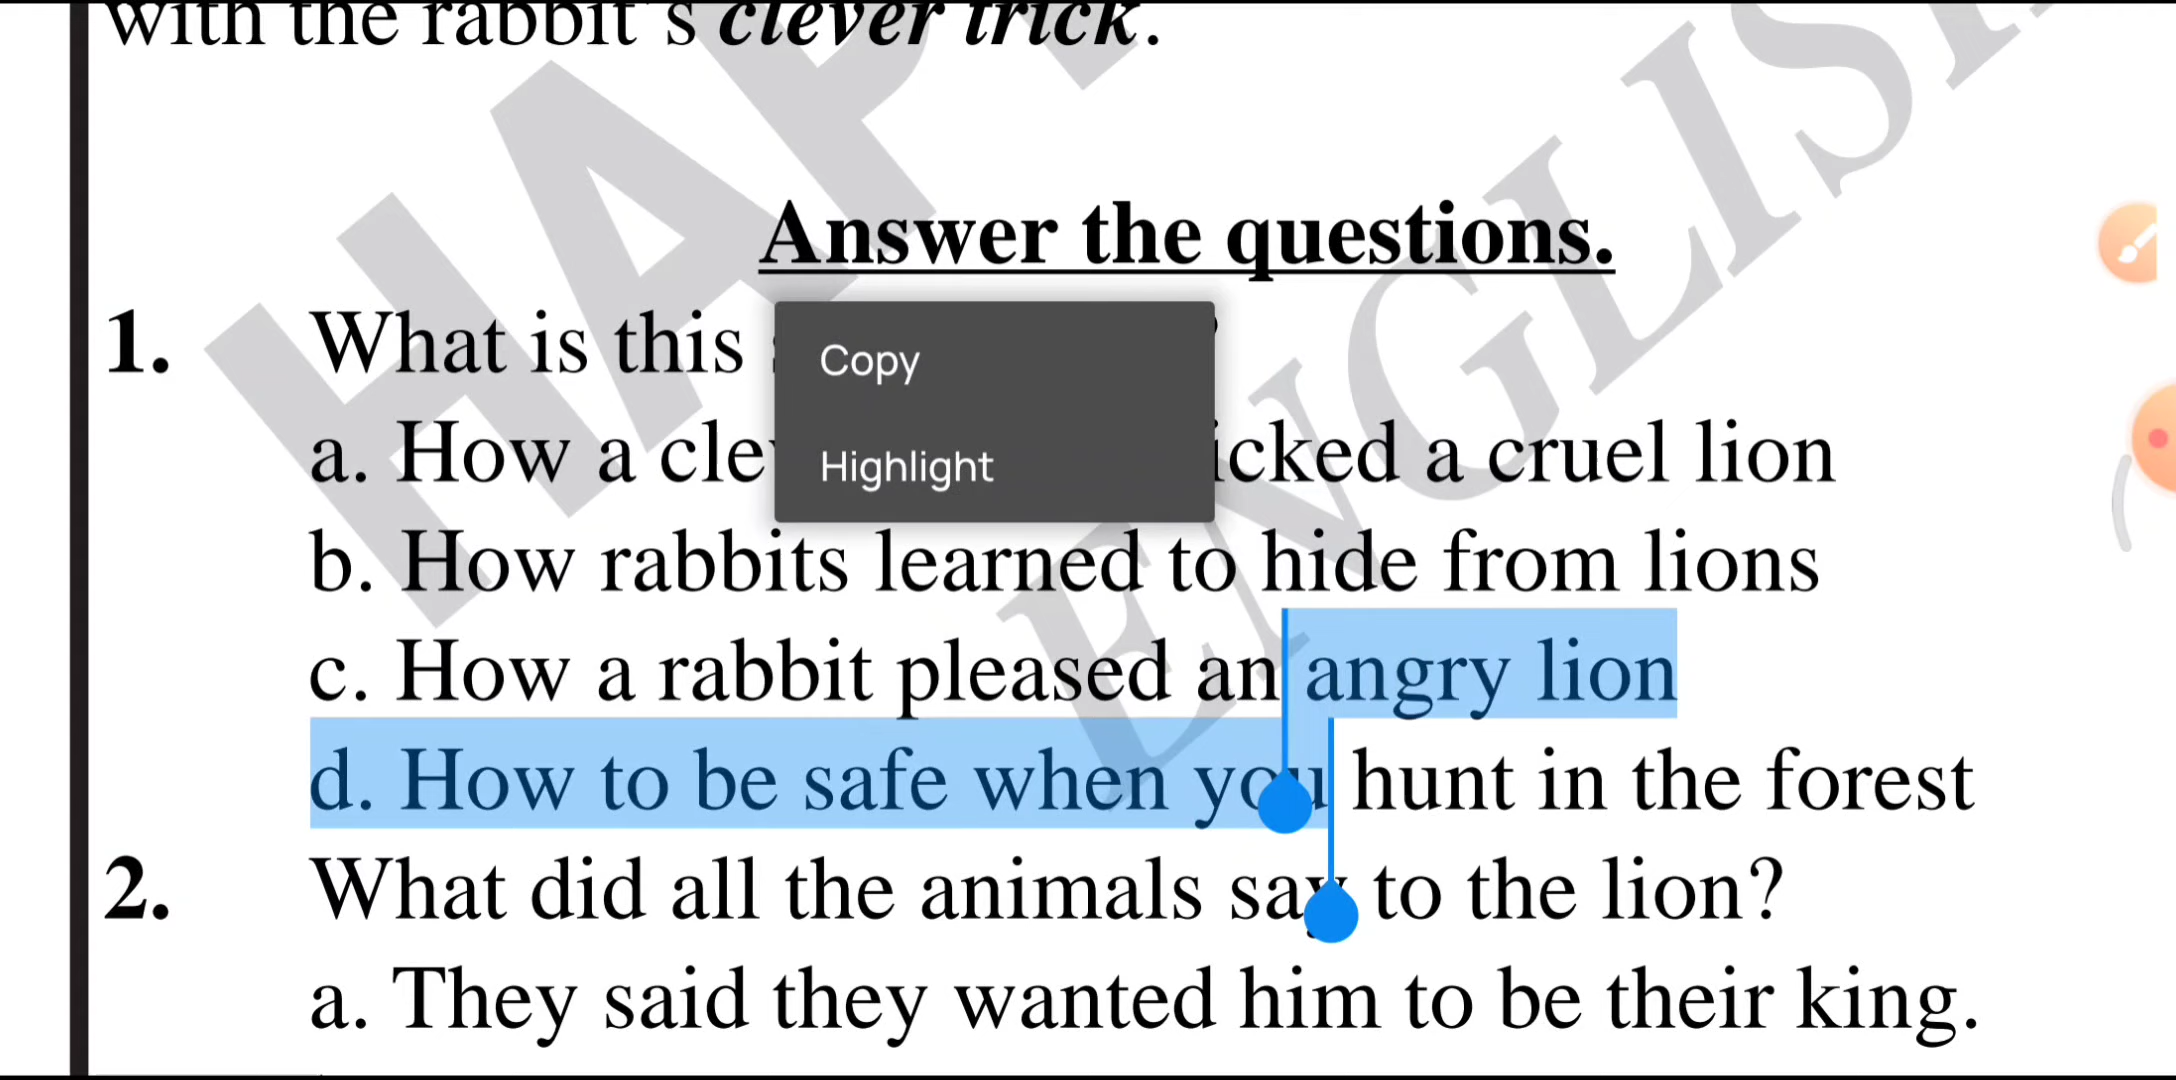 with the rabbit's clever trick.
Answer the questions.
1. What is this
Copy
a. How a cle icked a cruel lion
Highlight
b. How rabbits learned to hide from lions
c. How a rabbit pleased an angry lion
d. How to be safe when you hunt in the forest
2. What did all the animals say to the lion?
a. They said they wanted him to be their king.
HAP
ENGLISH